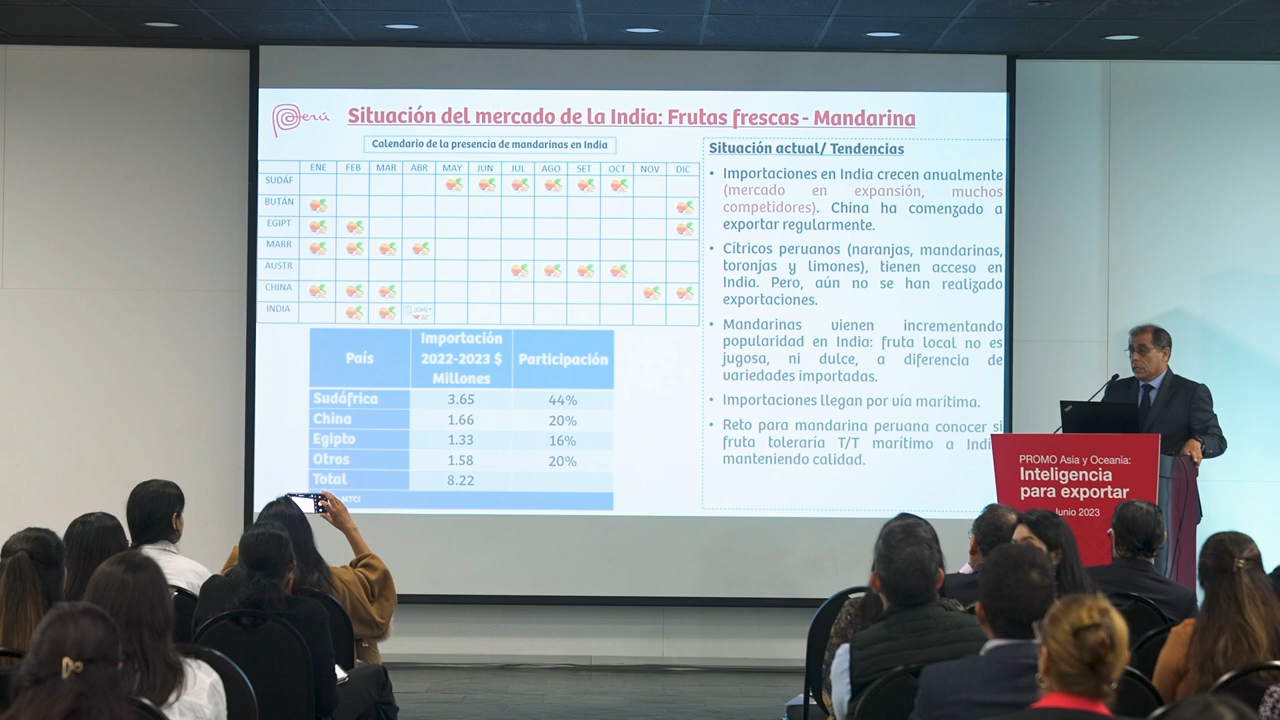 Perú
Situación del mercado de la India: Frutas frescas - Mandarina
Calendario de la presencia de mandarinas en India
ENE FEB MAR ABR MAY JUN JUL AGO SET OCT NOV DIC
SUDÁF
BUTÁN
EGIPT
MARR
AUSTR
CHINA
INDIA
País Importación 2022-2023 $ Millones Participación
Sudáfrica 3.65 44%
China 1.66 20%
Egipto 1.33 16%
Otros 1.58 20%
Total 8.22
MTCI
Situación actual/ Tendencias
• Importaciones en India crecen anualmente
(mercado en expansión, muchos
competidores). China ha comenzado a
exportar regularmente.
• Cítricos peruanos (naranjas, mandarinas,
toronjas y limones), tienen acceso en
India. Pero, aún no se han realizado
exportaciones.
• Mandarinas vienen incrementando
popularidad en India: fruta local no es
jugosa, ni dulce, a diferencia de
variedades importadas.
• Importaciones llegan por vía marítima.
• Reto para mandarina peruana conocer si
fruta toleraría T/T marítimo a India
manteniendo calidad.
PROMO Asia y Oceanía:
Inteligencia
para exportar
Junio 2023